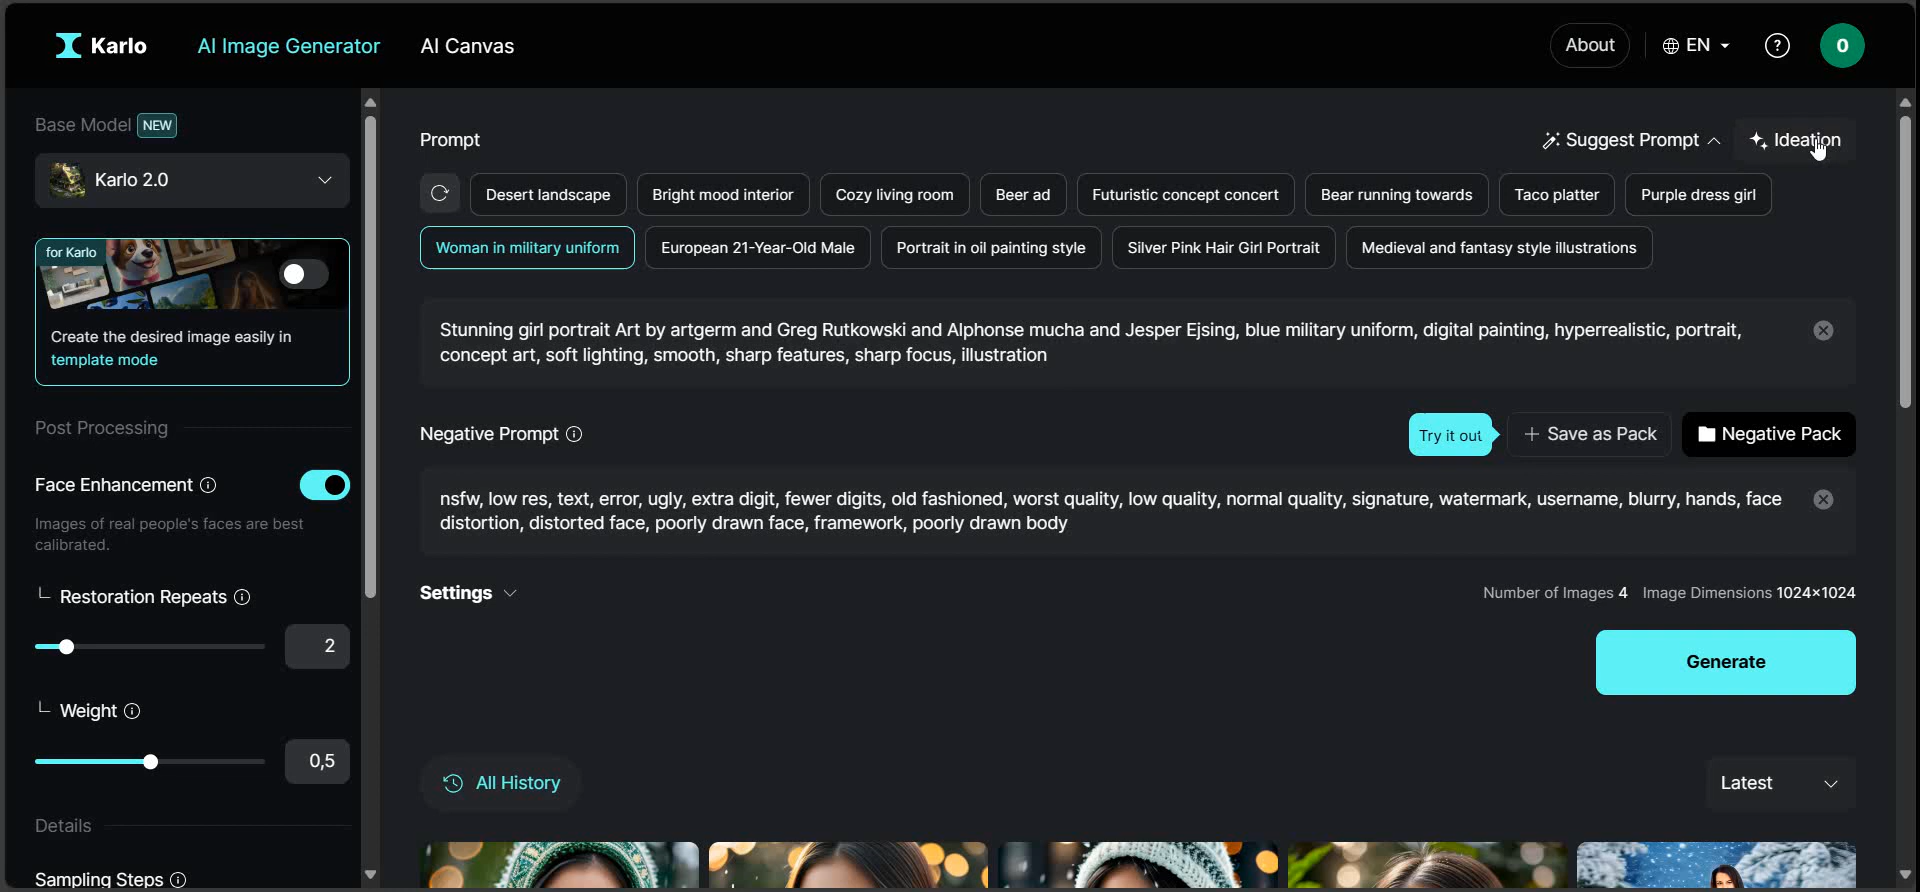 Karlo
AI Image Generator
AI Canvas
About
EN
?
0
Base Model NEW
Karlo 2.0
for Karlo
Create the desired image easily in
template mode
Post Processing
Face Enhancement
Images of real people's faces are best
calibrated.
Restoration Repeats
2
Weight
0,5
Details
Sampling Steps
Prompt
Suggest Prompt
Ideation
Desert landscape
Bright mood interior
Cozy living room
Beer ad
Futuristic concept concert
Bear running towards
Taco platter
Purple dress girl
Woman in military uniform
European 21-Year-Old Male
Portrait in oil painting style
Silver Pink Hair Girl Portrait
Medieval and fantasy style illustrations
Stunning girl portrait Art by artgerm and Greg Rutkowski and Alphonse mucha and Jesper Ejsing, blue military uniform, digital painting, hyperrealistic, portrait,
concept art, soft lighting, smooth, sharp features, sharp focus, illustration
Negative Prompt
Try it out
+ Save as Pack
Negative Pack
nsfw, low res, text, error, ugly, extra digit, fewer digits, old fashioned, worst quality, low quality, normal quality, signature, watermark, username, blurry, hands, face
distortion, distorted face, poorly drawn face, framework, poorly drawn body
Settings
Number of Images 4 Image Dimensions 1024×1024
Generate
All History
Latest